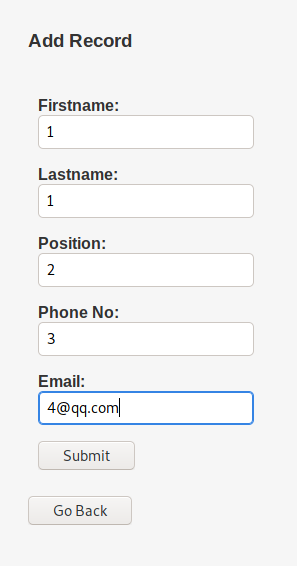 Add Record
Firstname:
1
Lastname:
1
Position:
2
Phone No:
3
Email:
4@qq.com
Submit
Go Back